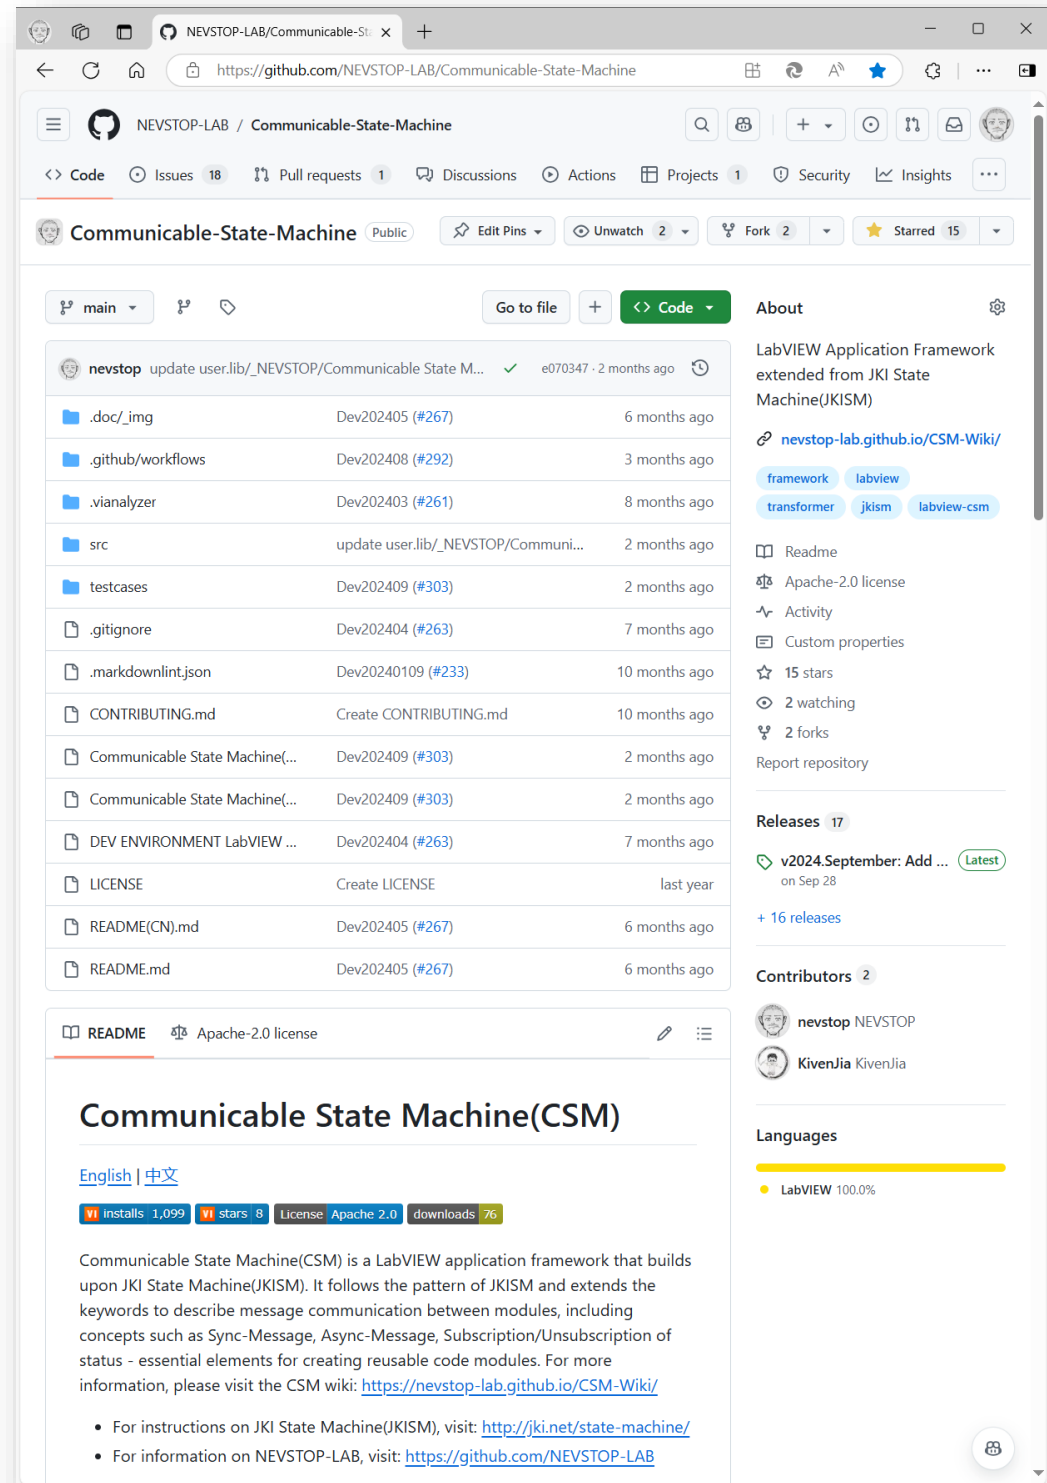 NEVSTOP-LAB/Communicable-Sta
https://github.com/NEVSTOP-LAB/Communicable-State-Machine
NEVSTOP-LAB / Communicable-State-Machine
Code Issues 18 Pull requests 1 Discussions Actions Projects 1 Security Insights
Communicable-State-Machine Public Edit Pins Unwatch 2 Fork 2 Starred 15
main Go to file Code
nevstop update user.lib/_NEVSTOP/Communicable State M... e070347 · 2 months ago
.doc/_img Dev202405 (#267) 6 months ago
.github/workflows Dev202408 (#292) 3 months ago
.vianalyzer Dev202403 (#261) 8 months ago
src update user.lib/_NEVSTOP/Communi... 2 months ago
testcases Dev202409 (#303) 2 months ago
.gitignore Dev202404 (#263) 7 months ago
.markdownlint.json Dev20240109 (#233) 10 months ago
CONTRIBUTING.md Create CONTRIBUTING.md 10 months ago
Communicable State Machine(... Dev202409 (#303) 2 months ago
Communicable State Machine(... Dev202409 (#303) 2 months ago
DEV ENVIRONMENT LabVIEW ... Dev202404 (#263) 7 months ago
LICENSE Create LICENSE last year
README(CN).md Dev202405 (#267) 6 months ago
README.md Dev202405 (#267) 6 months ago
README Apache-2.0 license
Communicable State Machine(CSM)
English | 中文
VI installs 1,099 VI stars 8 License Apache 2.0 downloads 76
Communicable State Machine(CSM) is a LabVIEW application framework that builds
upon JKI State Machine(JKISM). It follows the pattern of JKISM and extends the
keywords to describe message communication between modules, including
concepts such as Sync-Message, Async-Message, Subscription/Unsubscription of
status - essential elements for creating reusable code modules. For more
information, please visit the CSM wiki: https://nevstop-lab.github.io/CSM-Wiki/
• For instructions on JKI State Machine(JKISM), visit: http://jki.net/state-machine/
• For information on NEVSTOP-LAB, visit: https://github.com/NEVSTOP-LAB
About
LabVIEW Application Framework
extended from JKI State
Machine(JKISM)
nevstop-lab.github.io/CSM-Wiki/
framework labview
transformer jkism labview-csm
Readme
Apache-2.0 license
Activity
Custom properties
15 stars
2 watching
2 forks
Report repository
Releases 17
v2024.September: Add ... Latest
on Sep 28
+ 16 releases
Contributors 2
nevstop NEVSTOP
KivenJia KivenJia
Languages
LabVIEW 100.0%